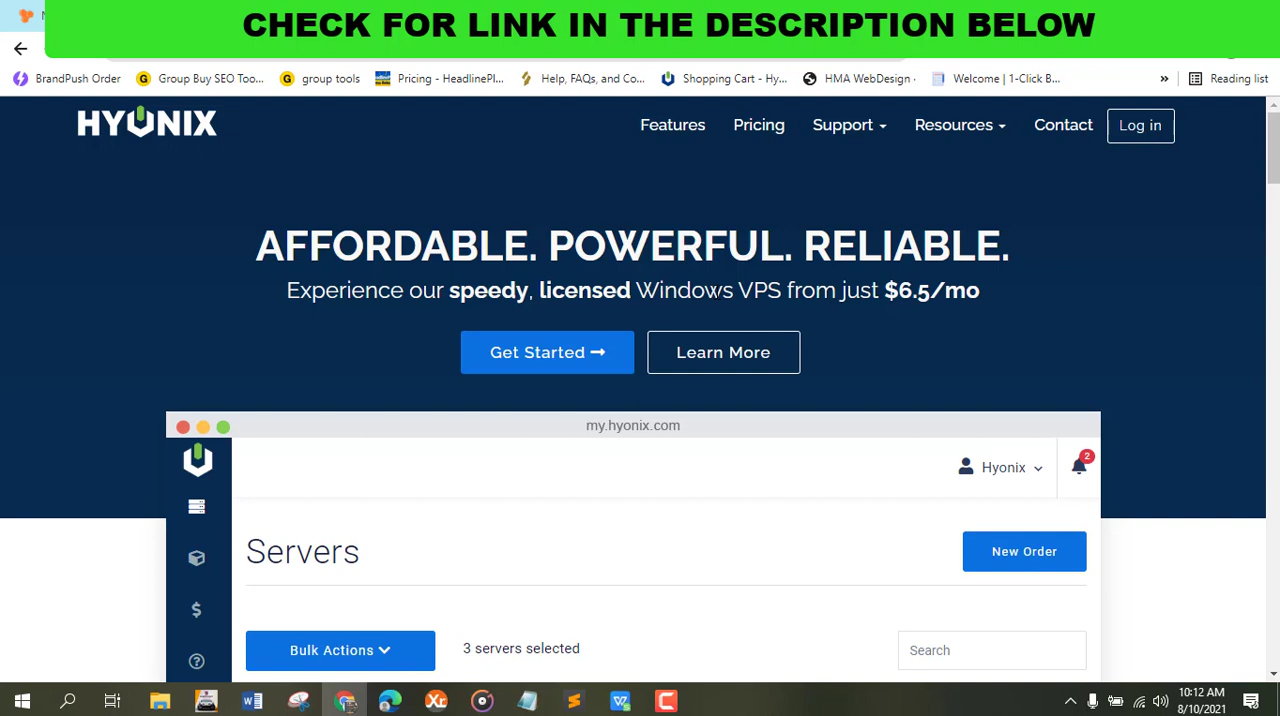 CHECK FOR LINK IN THE DESCRIPTION BELOW
BrandPush Order
Group Buy SEO Too...
group tools
Pricing - HeadlinePl...
Help, FAQs, and Co...
Shopping Cart - Hy...
HMA WebDesign -
Welcome | 1-Click B...
»
Reading list
HYONIX
Features
Pricing
Support
Resources
Contact
Log in
AFFORDABLE. POWERFUL. RELIABLE.
Experience our speedy, licensed Windows VPS from just $6.5/mo
Get Started
Learn More
my.hyonix.com
Hyonix
2
Servers
New Order
Bulk Actions
3 servers selected
Search
10:12 AM
8/10/2021